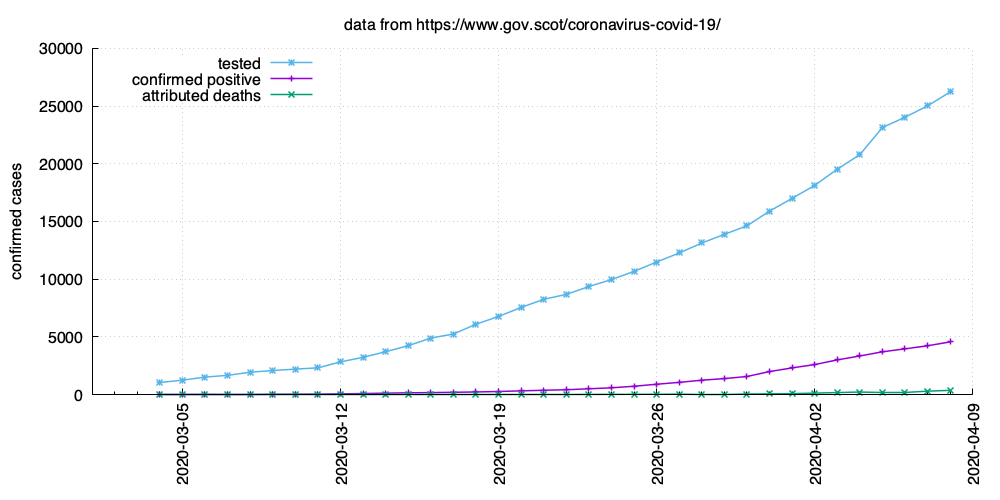 data from https://www.gov.scot/coronavirus-covid-19/
30000
25000
20000
15000
10000
5000
0
confirmed cases
tested
confirmed positive
attributed deaths
2020-03-05
2020-03-12
2020-03-19
2020-03-26
2020-04-02
2020-04-09